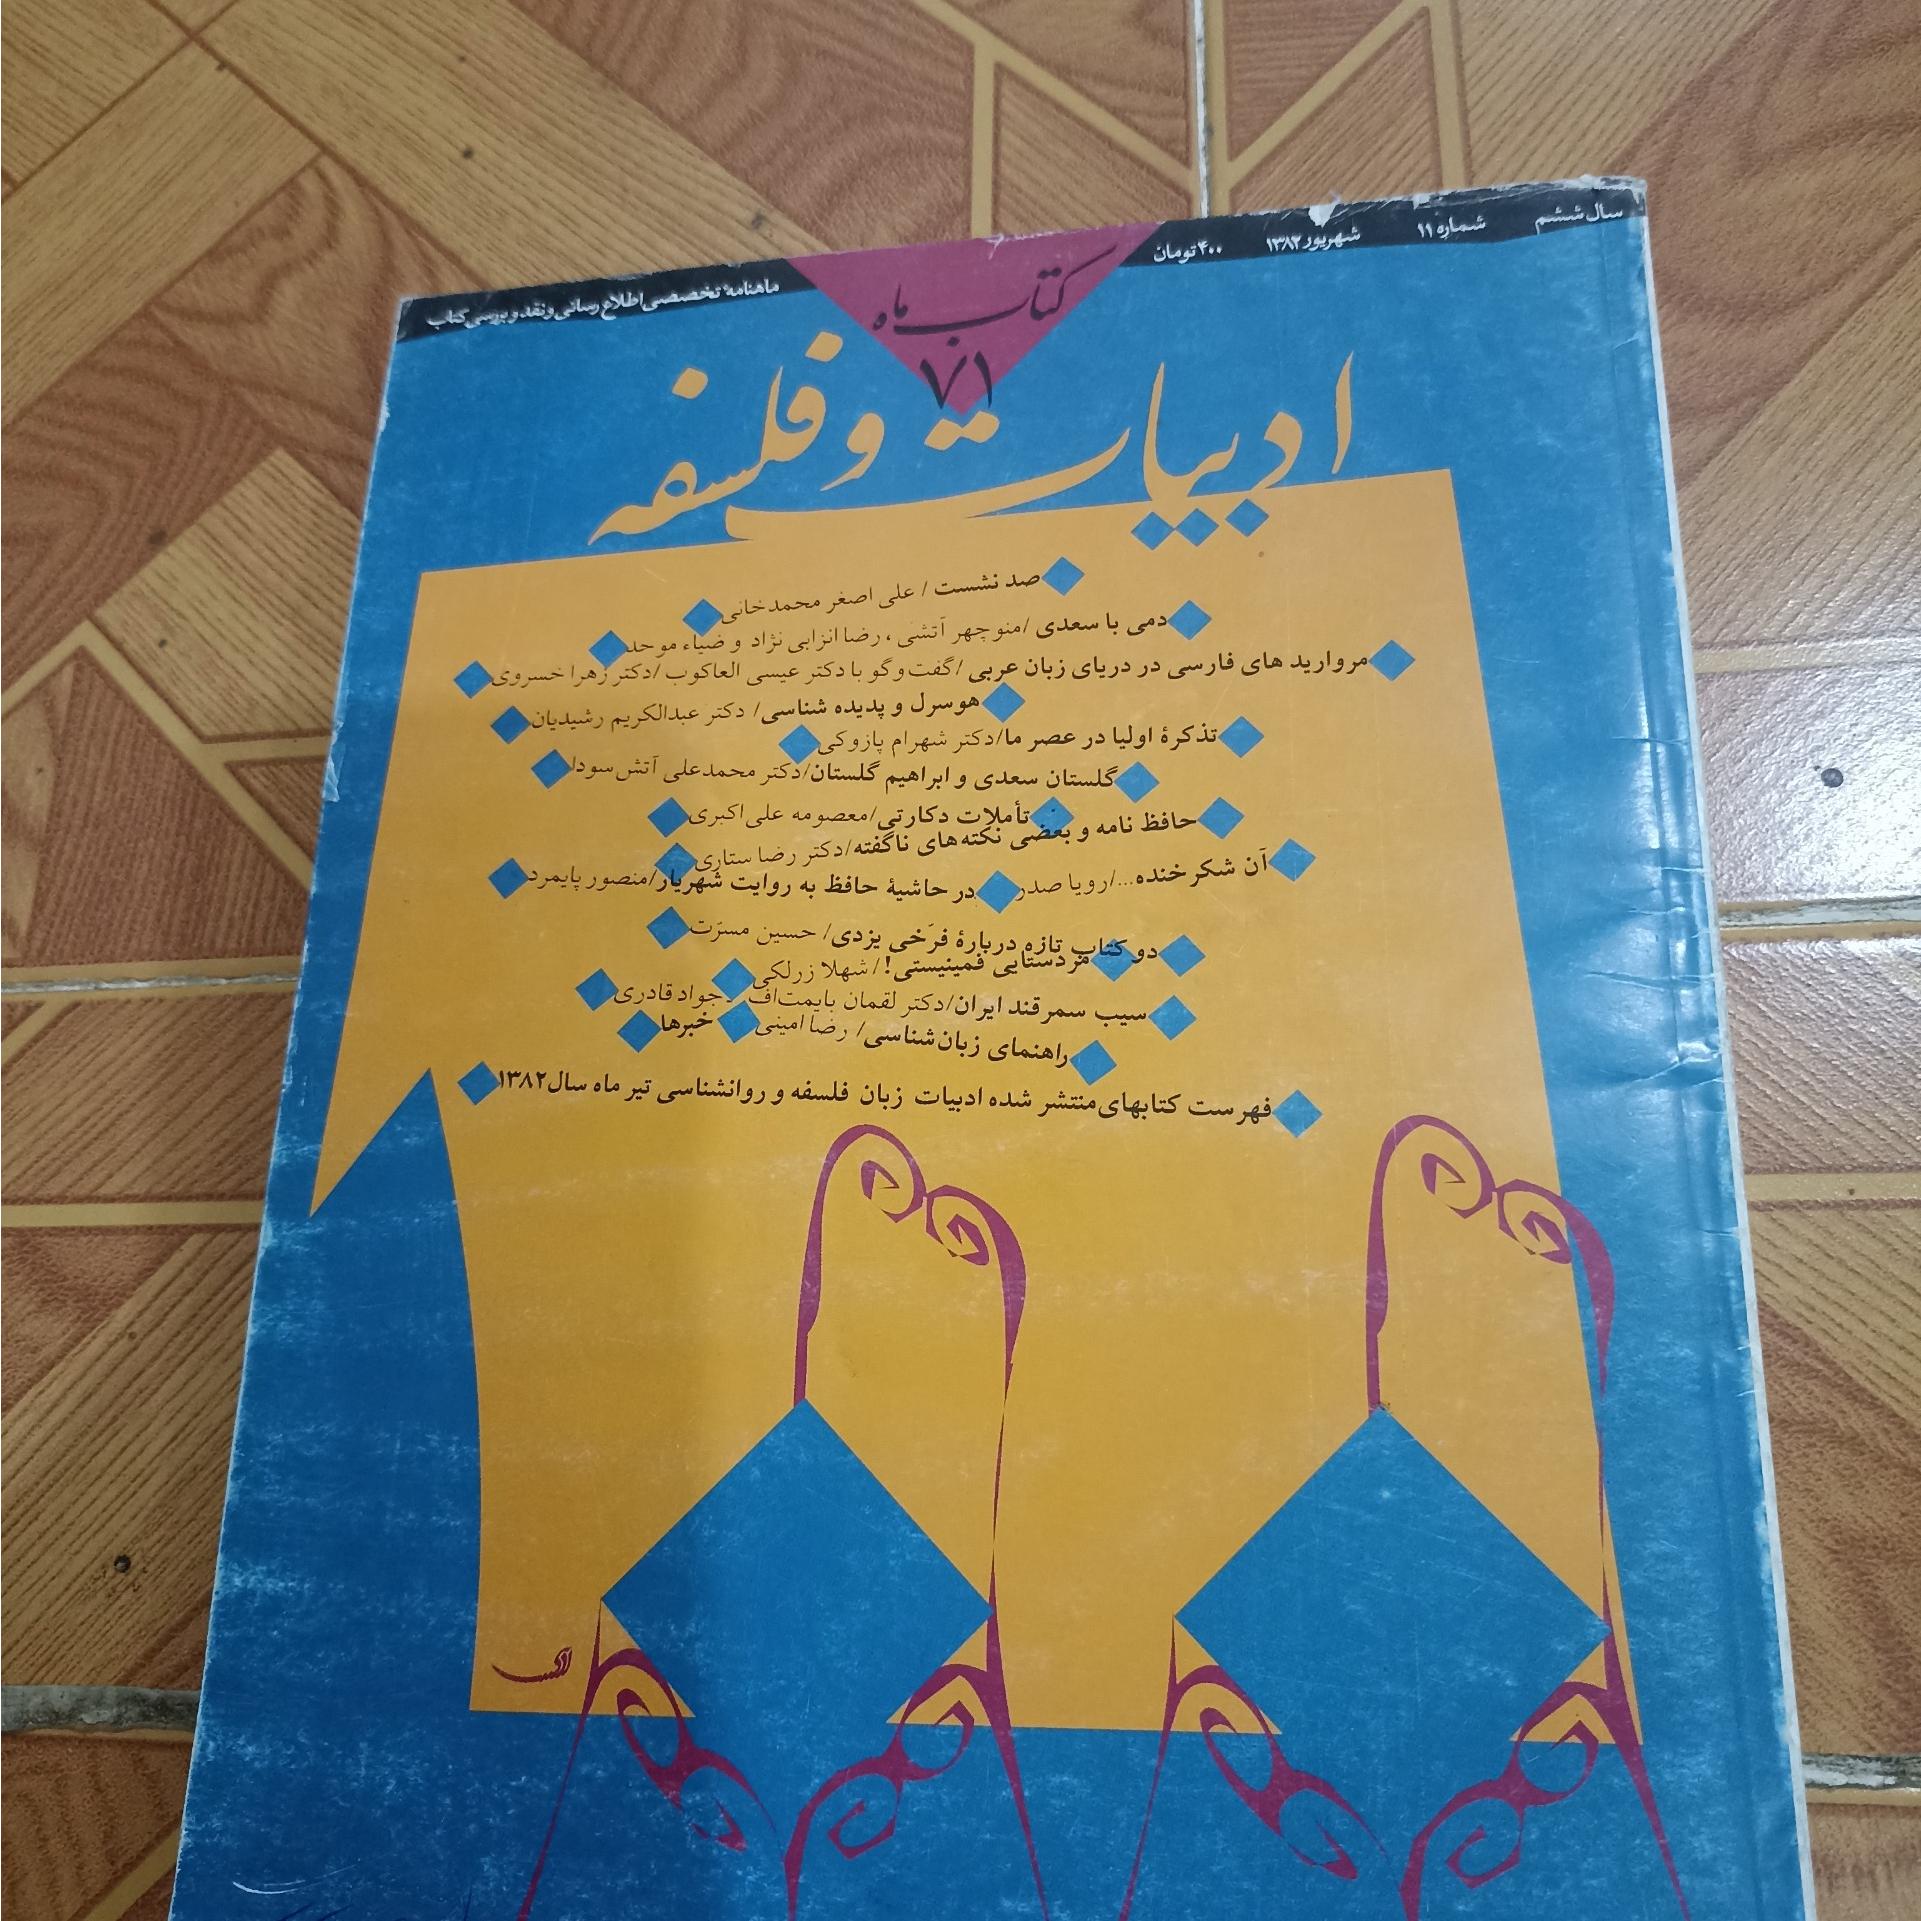 سال ششم شماره ۱۱ شهریور ۱۳۸۲ ۴۰۰ تومان
ماهنامهٔ تخصصی اطلاع رسانی و نقد و بررسی کتاب
کتاب ماه
۷۱
ادبیات و فلسفه
صد نشست / علی اصغر محمدخانی
دمی با سعدی /منوچهر آتشی ، رضا انزابی نژاد و ضیاء موحد
مروارید های فارسی در دریای زبان عربی /گفت و گو با دکتر عیسی العاکوب /دکتر زهرا خسروی
هوسرل و پدیده شناسی/ دکتر عبدالکریم رشیدیان
تذکرهٔ اولیا در عصر ما/دکتر شهرام پازوکی
گلستان سعدی و ابراهیم گلستان/دکتر محمدعلی آتش سودا
تأملات دکارتی/معصومه علی اکبری
حافظ نامه و بعضی نکته‌های ناگفته/دکتر رضا ستاری
آن شکر خنده.../رویا صدر
در حاشیهٔ حافظ به روایت شهریار/منصور پایمرد
دو کتاب تازه دربارهٔ فرّخی یزدی/ حسین مسرّت
مردستایی فمینیستی!/شهلا زرلکی
سیب سمرقند ایران/دکتر لقمان بایمت‌اف جواد قادری
راهنمای زبان‌شناسی/ رضا امینی
خبرها
فهرست کتابهای منتشر شده ادبیات زبان فلسفه و روانشناسی تیر ماه سال ۱۳۸۲